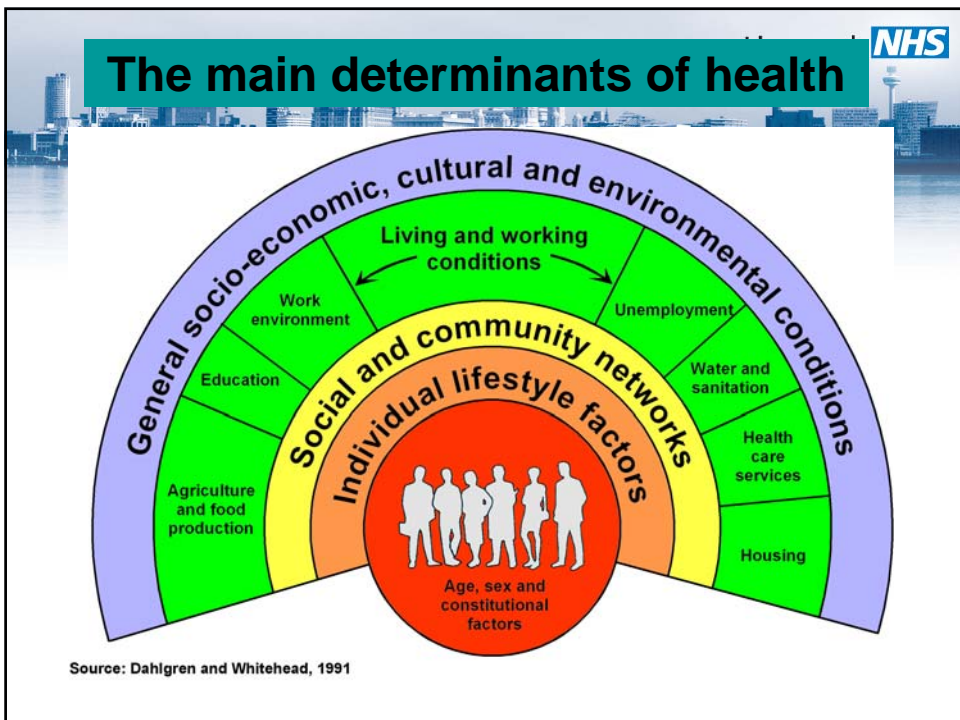 NHS
The main determinants of health
General socio-economic, cultural and environmental conditions
Living and working
conditions
Work
environment
Unemployment
Education
Water and
sanitation
Agriculture
and food
production
Health
care
services
Housing
Social and community networks
Individual lifestyle factors
Age, sex and
constitutional
factors
Source: Dahlgren and Whitehead, 1991